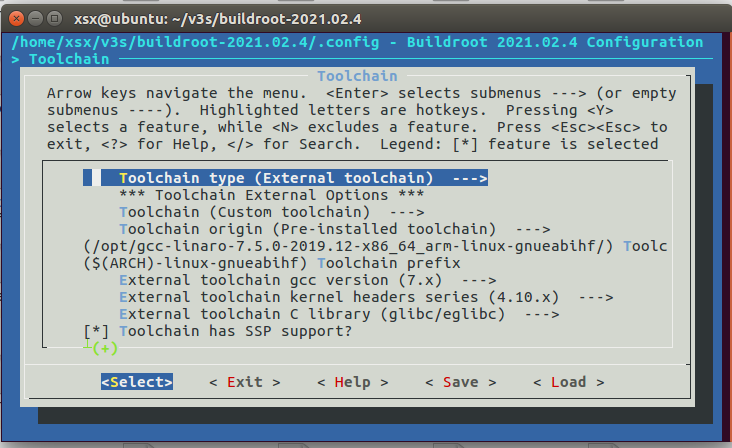 xsx@ubuntu: ~/v3s/buildroot-2021.02.4
/home/xsx/v3s/buildroot-2021.02.4/.config - Buildroot 2021.02.4 Configuration
> Toolchain
Toolchain
Arrow keys navigate the menu.  <Enter> selects submenus ---> (or empty
submenus ----).  Highlighted letters are hotkeys.  Pressing <Y>
selects a feature, while <N> excludes a feature.  Press <Esc><Esc> to
exit, <?> for Help, </> for Search.  Legend: [*] feature is selected
Toolchain type (External toolchain)  --->
*** Toolchain External Options ***
Toolchain (Custom toolchain)  --->
Toolchain origin (Pre-installed toolchain)  --->
(/opt/gcc-linaro-7.5.0-2019.12-x86_64_arm-linux-gnueabihf/) Toolc
($(ARCH)-linux-gnueabihf) Toolchain prefix
External toolchain gcc version (7.x)  --->
External toolchain kernel headers series (4.10.x)  --->
External toolchain C library (glibc/eglibc)  --->
[*] Toolchain has SSP support?
(+)
<Select>    < Exit >    < Help >    < Save >    < Load >